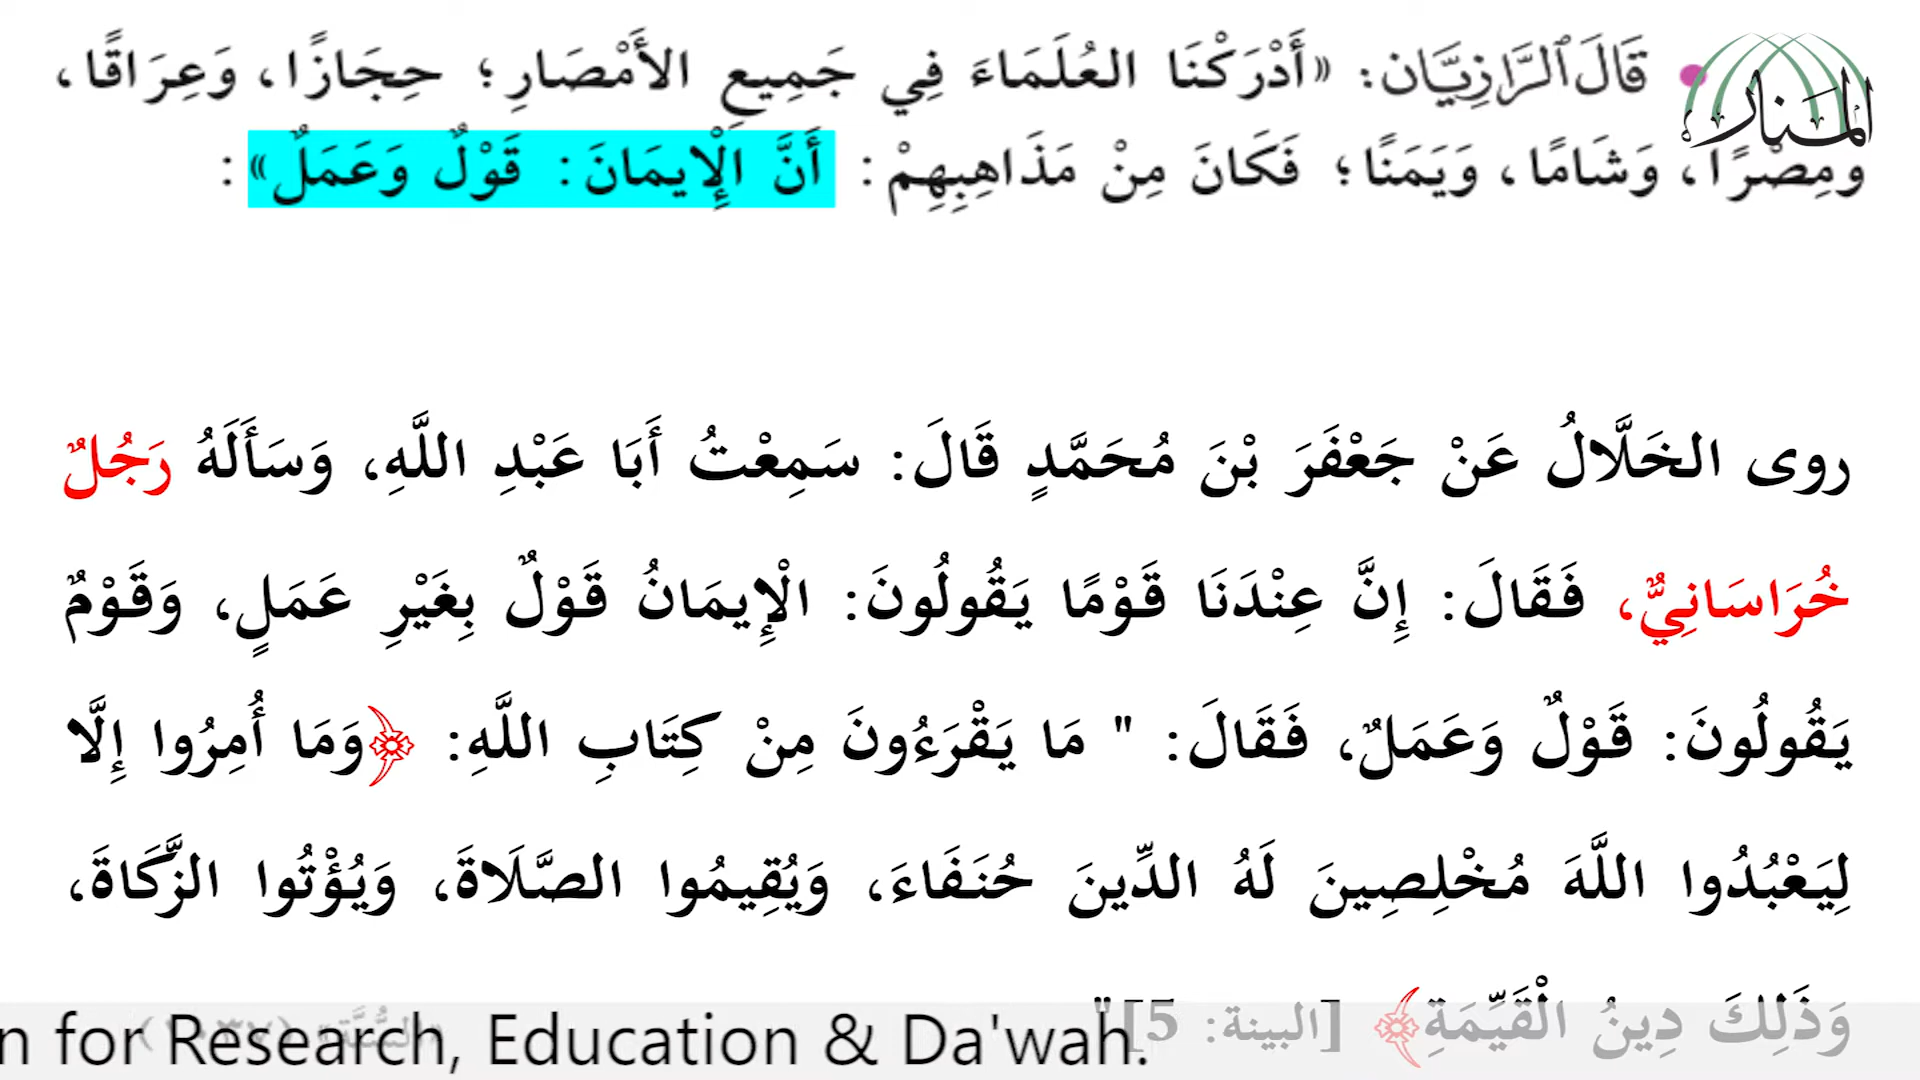 قَالَ ٱلرَّازِيَّان: «أَدْرَكْنَا العُلَمَاءَ فِي جَمِيعِ الأَمْصَارِ؛ حِجَازًا، وَعِرَاقًا،
ومِصْرًا، وَشَامًا، وَيَمَنًا؛ فَكَانَ مِنْ مَذَاهِبِهِمْ: أَنَّ الْإِيمَانَ: قَوْلٌ وَعَمَلٌ»:
المنار
روى الخَلَّالُ عَنْ جَعْفَرَ بْنَ مُحَمَّدٍ قَالَ: سَمِعْتُ أَبَا عَبْدِ اللَّهِ، وَسَأَلَهُ رَجُلٌ
خُرَاسَانِيٌّ، فَقَالَ: إِنَّ عِنْدَنَا قَوْمًا يَقُولُونَ: الْإِيمَانُ قَوْلٌ بِغَيْرِ عَمَلٍ، وَقَوْمٌ
يَقُولُونَ: قَوْلٌ وَعَمَلٌ، فَقَالَ: " مَا يَقْرَءُونَ مِنْ كِتَابِ اللَّهِ: ﴿وَمَا أُمِرُوا إِلَّا
لِيَعْبُدُوا اللَّهَ مُخْلِصِينَ لَهُ الدِّينَ حُنَفَاءَ، وَيُقِيمُوا الصَّلَاةَ، وَيُؤْتُوا الزَّكَاةَ،
وَذَلِكَ دِينُ الْقَيِّمَةِ﴾ [البينة: 5]"
n for Research, Education & Da'wah.